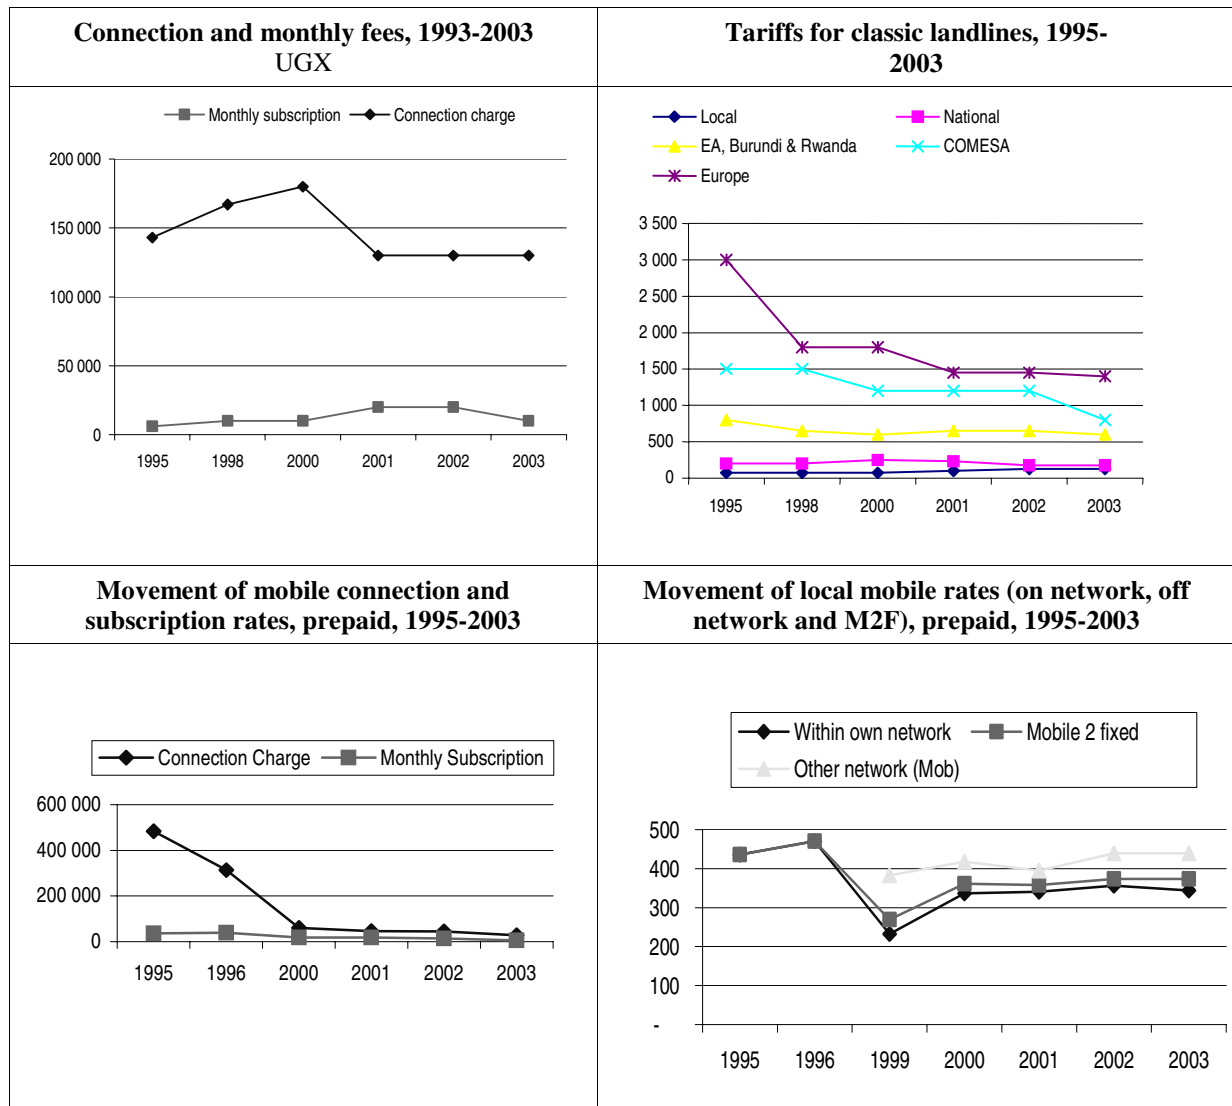 Connection and monthly fees, 1993-2003
UGX
Monthly subscription Connection charge
200 000
150 000
100 000
50 000
0
1995 1998 2000 2001 2002 2003
Tariffs for classic landlines, 1995-
2003
Local National
EA, Burundi & Rwanda COMESA
Europe
3 500
3 000
2 500
2 000
1 500
1 000
500
0
1995 1998 2000 2001 2002 2003
Movement of mobile connection and
subscription rates, prepaid, 1995-2003
Connection Charge Monthly Subscription
600 000
400 000
200 000
0
1995 1996 2000 2001 2002 2003
Movement of local mobile rates (on network, off
network and M2F), prepaid, 1995-2003
Within own network Mobile 2 fixed
Other network (Mob)
500
400
300
200
100
-
1995 1996 1999 2000 2001 2002 2003